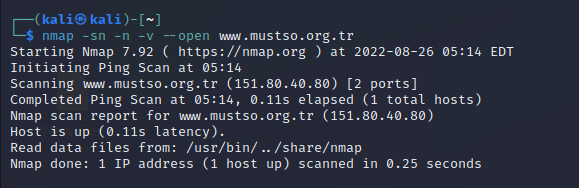 ┌──(kali㉿kali)-[~]
└─$ nmap -sn -n -v --open www.mustso.org.tr
Starting Nmap 7.92 ( https://nmap.org ) at 2022-08-26 05:14 EDT
Initiating Ping Scan at 05:14
Scanning www.mustso.org.tr (151.80.40.80) [2 ports]
Completed Ping Scan at 05:14, 0.11s elapsed (1 total hosts)
Nmap scan report for www.mustso.org.tr (151.80.40.80)
Host is up (0.11s latency).
Read data files from: /usr/bin/../share/nmap
Nmap done: 1 IP address (1 host up) scanned in 0.25 seconds